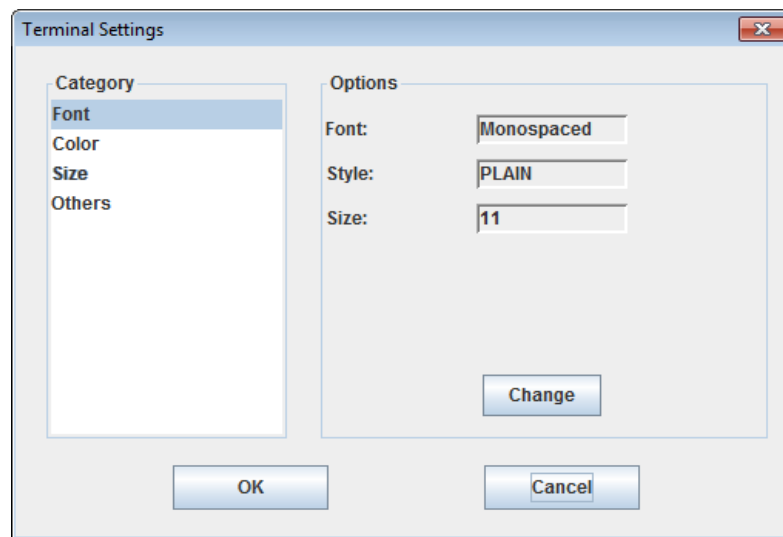 Terminal Settings
Category
Font
Color
Size
Others
Options
Font: Monospaced
Style: PLAIN
Size: 11
Change
OK
Cancel